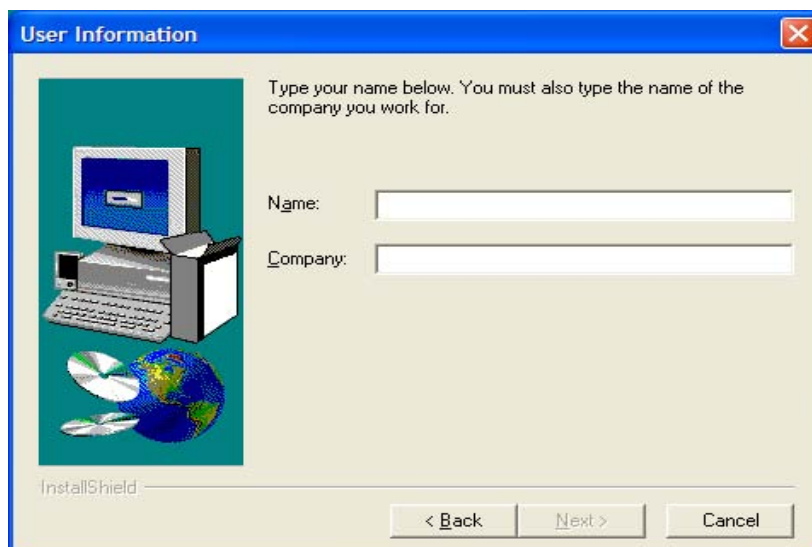 User Information
Type your name below. You must also type the name of the
company you work for.
Name:
Company:
InstallShield
< Back
Next >
Cancel